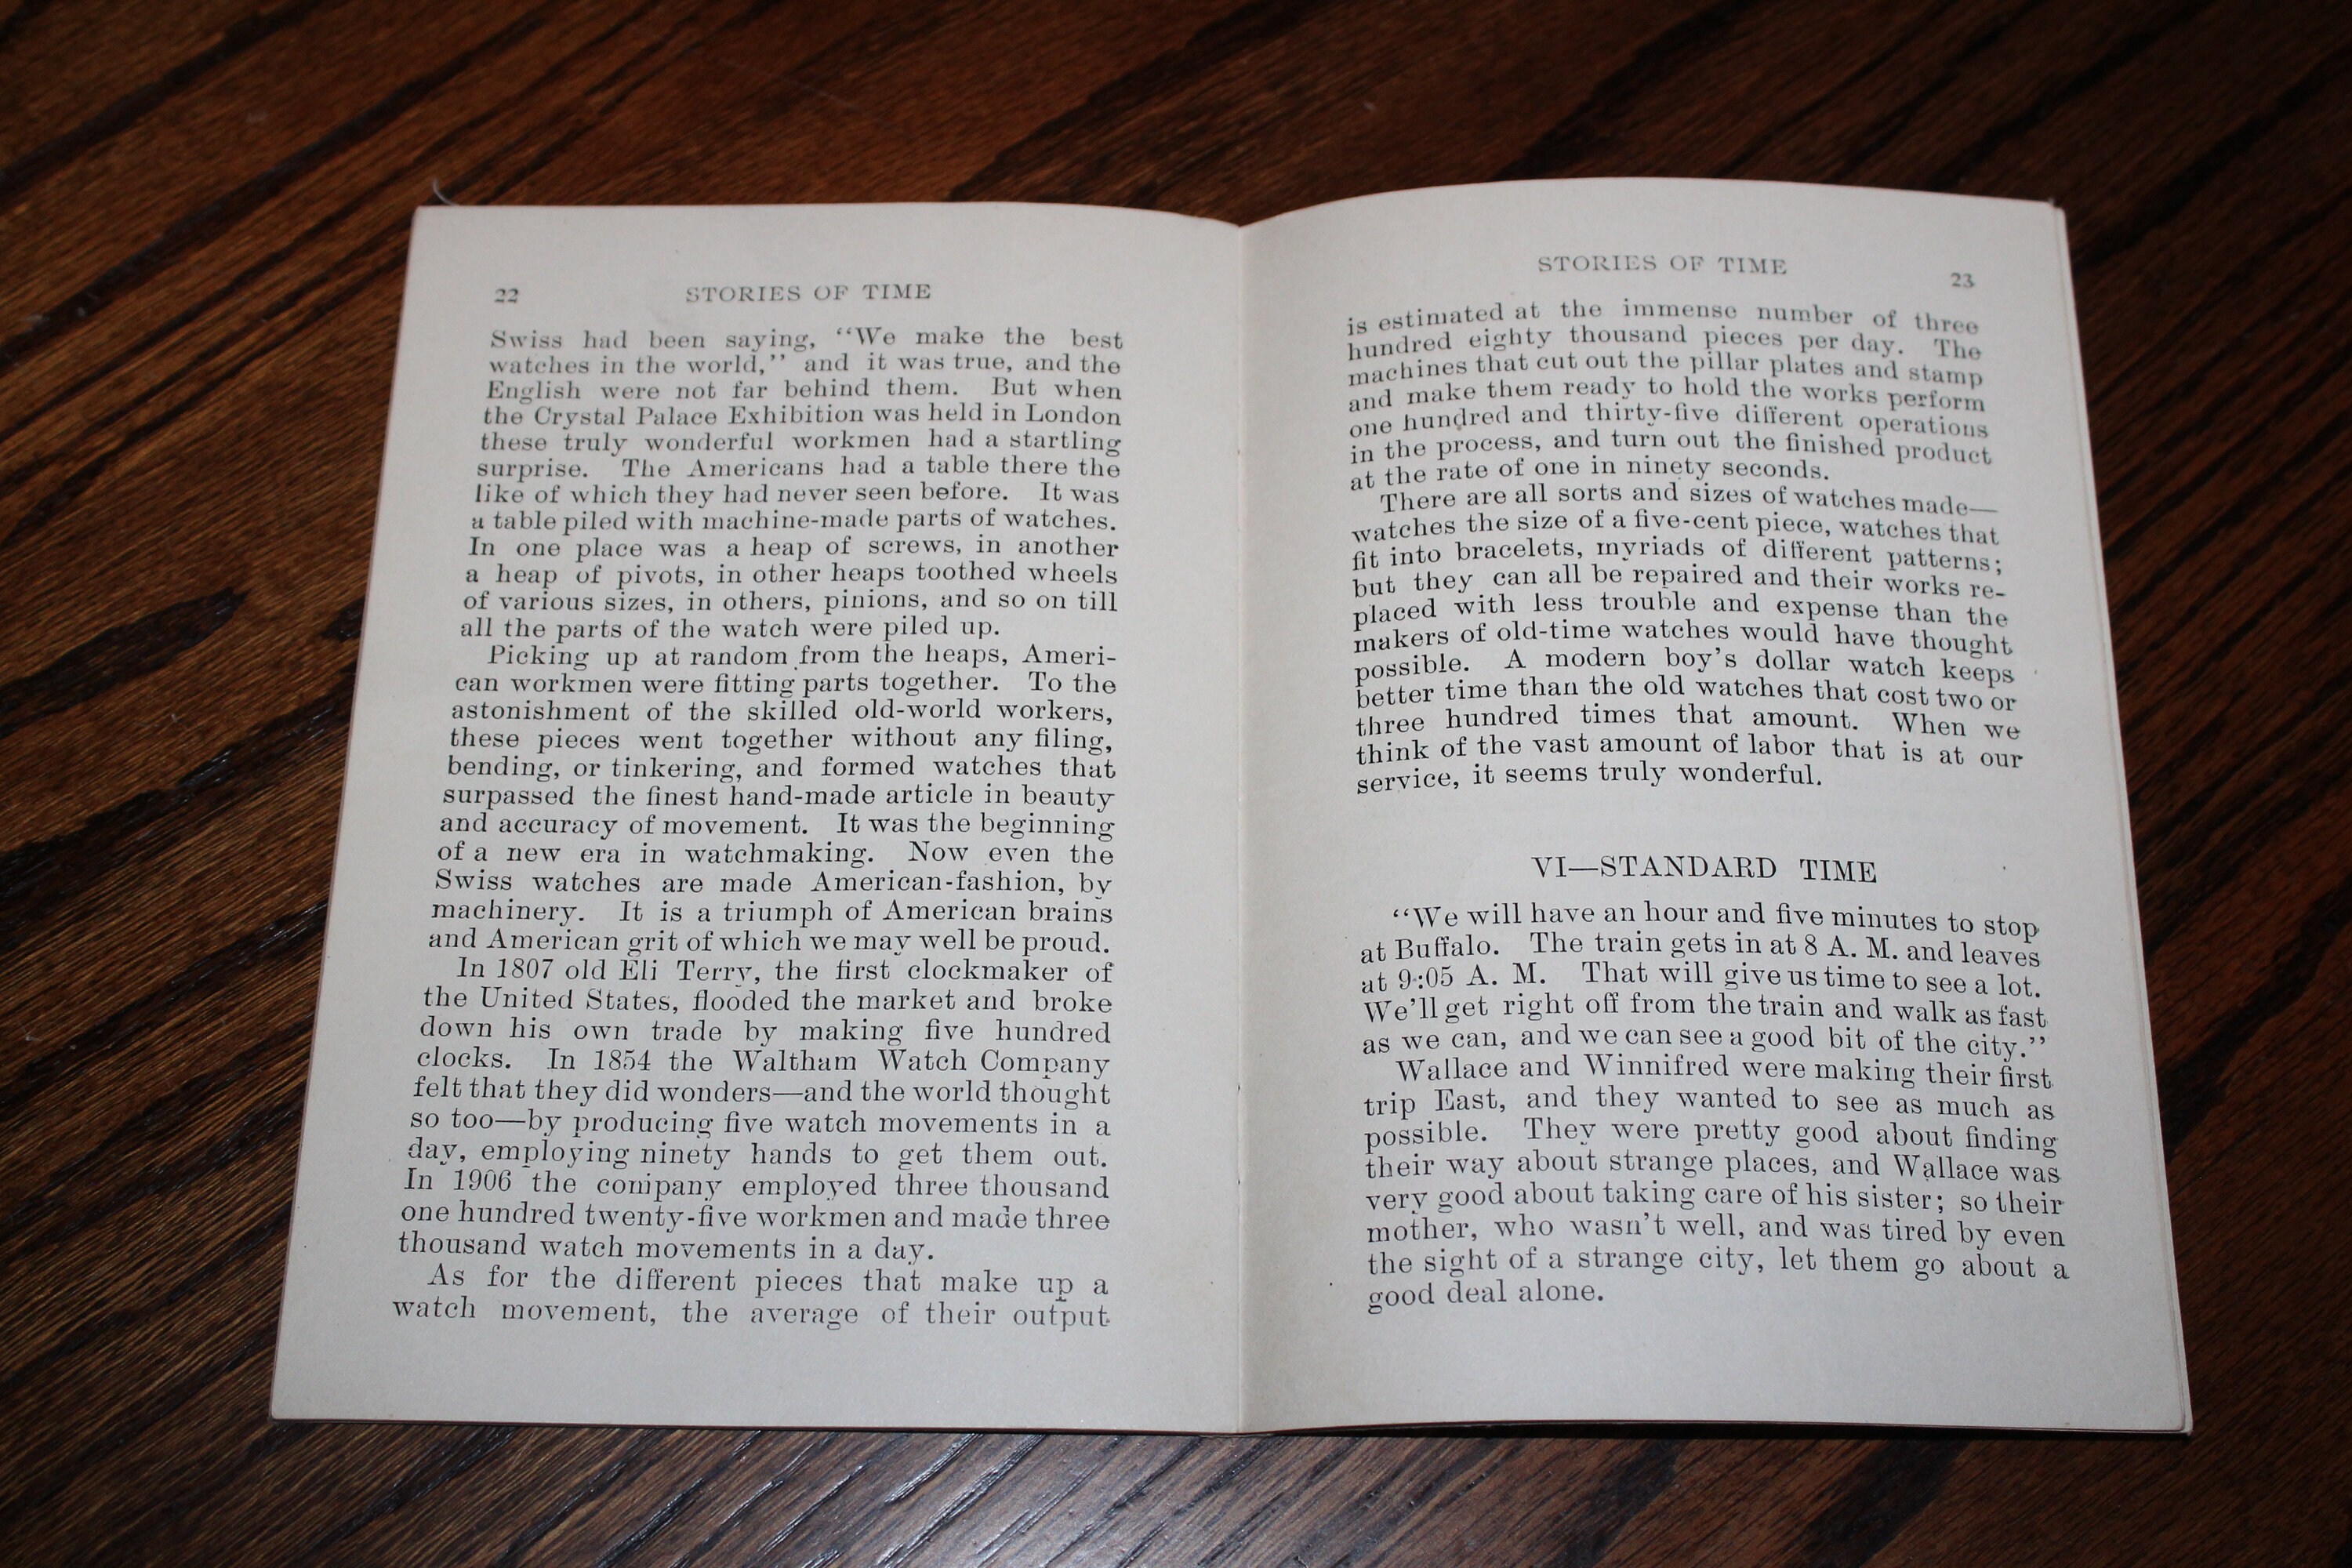 22 STORIES OF TIME
Swiss had been saying, “We make the best
watches in the world,” and it was true, and the
English were not far behind them. But when
the Crystal Palace Exhibition was held in London
these truly wonderful workmen had a startling
surprise. The Americans had a table there the
like of which they had never seen before. It was
a table piled with machine-made parts of watches.
In one place was a heap of screws, in another
a heap of pivots, in other heaps toothed wheels
of various sizes, in others, pinions, and so on till
all the parts of the watch were piled up.
Picking up at random from the heaps, Ameri-
can workmen were fitting parts together. To the
astonishment of the skilled old-world workers,
these pieces went together without any filing,
bending, or tinkering, and formed watches that
surpassed the finest hand-made article in beauty
and accuracy of movement. It was the beginning
of a new era in watchmaking. Now even the
Swiss watches are made American-fashion, by
machinery. It is a triumph of American brains
and American grit of which we may well be proud.
In 1807 old Eli Terry, the first clockmaker of
the United States, flooded the market and broke
down his own trade by making five hundred
clocks. In 1854 the Waltham Watch Company
felt that they did wonders—and the world thought
so too—by producing five watch movements in a
day, employing ninety hands to get them out.
In 1906 the company employed three thousand
one hundred twenty-five workmen and made three
thousand watch movements in a day.
As for the different pieces that make up a
watch movement, the average of their output
STORIES OF TIME 23
is estimated at the immense number of three
hundred eighty thousand pieces per day. The
machines that cut out the pillar plates and stamp
and make them ready to hold the works perform
one hundred and thirty-five different operations
in the process, and turn out the finished product
at the rate of one in ninety seconds.
There are all sorts and sizes of watches made—
watches the size of a five-cent piece, watches that
fit into bracelets, myriads of different patterns;
but they can all be repaired and their works re-
placed with less trouble and expense than the
makers of old-time watches would have thought
possible. A modern boy’s dollar watch keeps
better time than the old watches that cost two or
three hundred times that amount. When we
think of the vast amount of labor that is at our
service, it seems truly wonderful.
VI—STANDARD TIME
“We will have an hour and five minutes to stop
at Buffalo. The train gets in at 8 A. M. and leaves
at 9:05 A. M. That will give us time to see a lot.
We’ll get right off from the train and walk as fast
as we can, and we can see a good bit of the city.”
Wallace and Winnifred were making their first
trip East, and they wanted to see as much as
possible. They were pretty good about finding
their way about strange places, and Wallace was
very good about taking care of his sister; so their
mother, who wasn’t well, and was tired by even
the sight of a strange city, let them go about a
good deal alone.